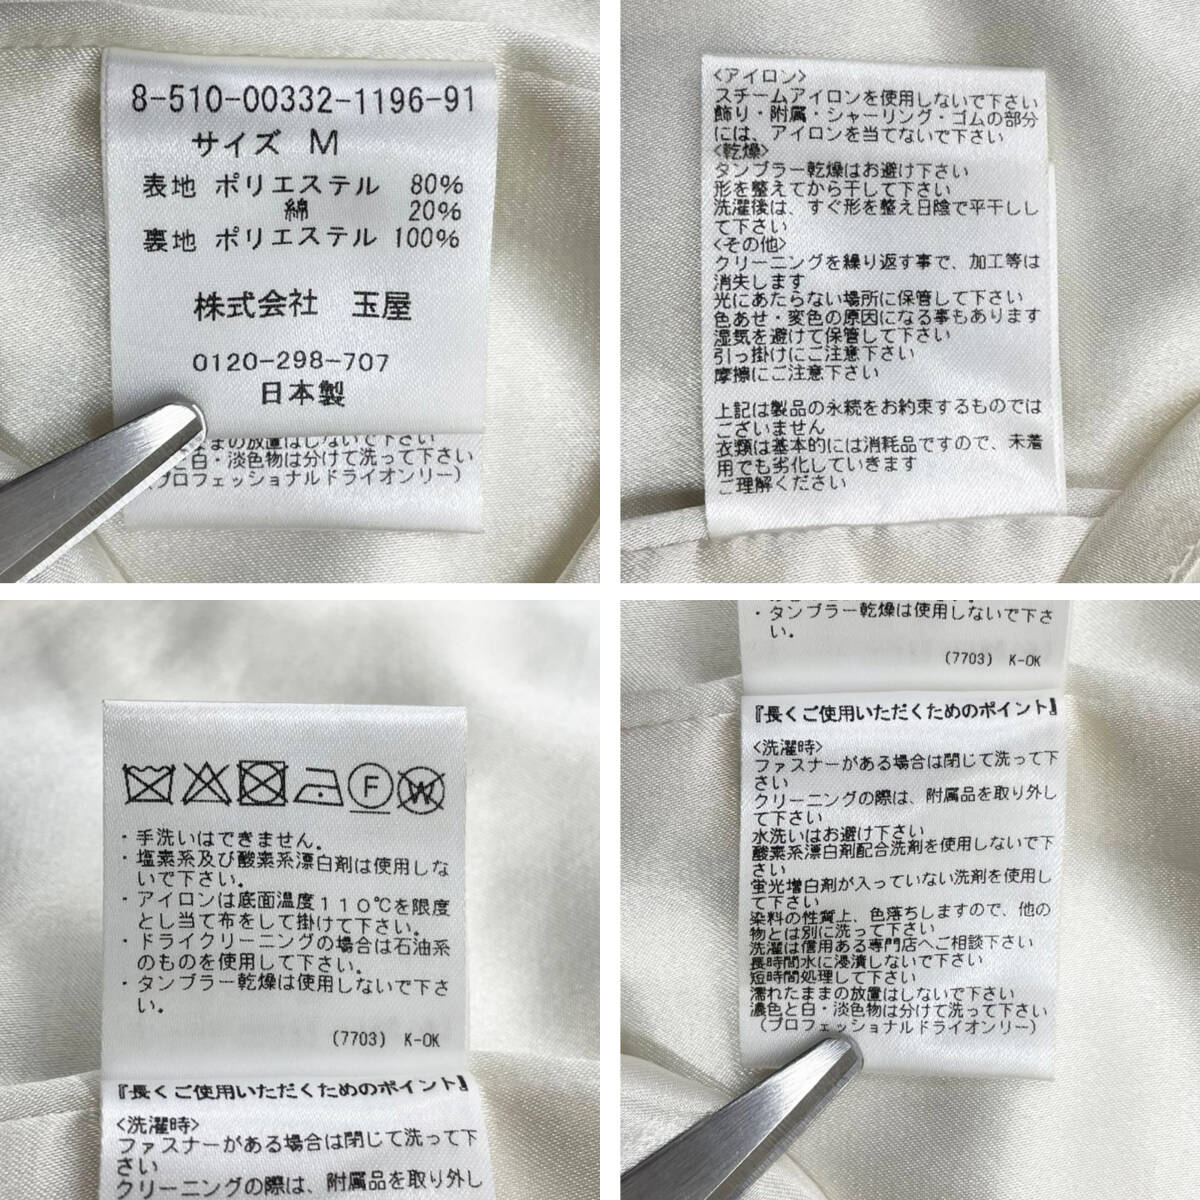 8-510-00332-1196-91
サイズ M
表地 ポリエステル 80%
綿 20%
裏地 ポリエステル 100%
株式会社 玉屋
0120-298-707
日本製
ままの放置はしないで下さい
と白・淡色物は分けて洗って下さい
(プロフェッショナルドライオンリー)
<アイロン>
スチームアイロンを使用しないで下さい
飾り・附属・シャーリング・ゴムの部分
には、アイロンを当てないで下さい
<乾燥>
タンブラー乾燥はお避け下さい
形を整えてから干して下さい
洗濯後は、すぐ形を整え日陰で平干しし
て下さい
<その他>
クリーニングを繰り返す事で、加工等は
消失します
光にあたらない場所に保管して下さい
色あせ・変色の原因になる事もあります
湿気を避けて保管して下さい
引っ掛けにご注意下さい
摩擦にご注意下さい
上記は製品の永続をお約束するものでは
ございません
衣類は基本的には消耗品ですので、未着
用でも劣化していきます
ご理解ください
F W
・手洗いはできません。
・塩素系及び酸素系漂白剤は使用しな
いで下さい。
・アイロンは底面温度110℃を限度
とし当て布をして掛けて下さい。
・ドライクリーニングの場合は石油系
のものを使用して下さい。
・タンブラー乾燥は使用しないで下さ
い。
(7703) K-OK
『長くご使用いただくためのポイント』
<洗濯時>
ファスナーがある場合は閉じて洗って下
さい
クリーニングの際は、附属品を取り外し
・タンブラー乾燥は使用しないで下さ
い。
(7703) K-OK
『長くご使用いただくためのポイント』
<洗濯時>
ファスナーがある場合は閉じて洗って下
さい
クリーニングの際は、附属品を取り外し
て下さい
水洗いはお避け下さい
酸素系漂白剤配合洗剤を使用しないで下
さい
蛍光増白剤が入っていない洗剤を使用し
て下さい
染料の性質上、色落ちしますので、他の
物とは別に洗って下さい
洗濯は信用ある専門店へご相談下さい
長時間水に浸漬しないで下さい
短時間処理して下さい
濡れたままの放置はしないで下さい
濃色と白・淡色物は分けて洗って下さい
(プロフェッショナルドライオンリー)